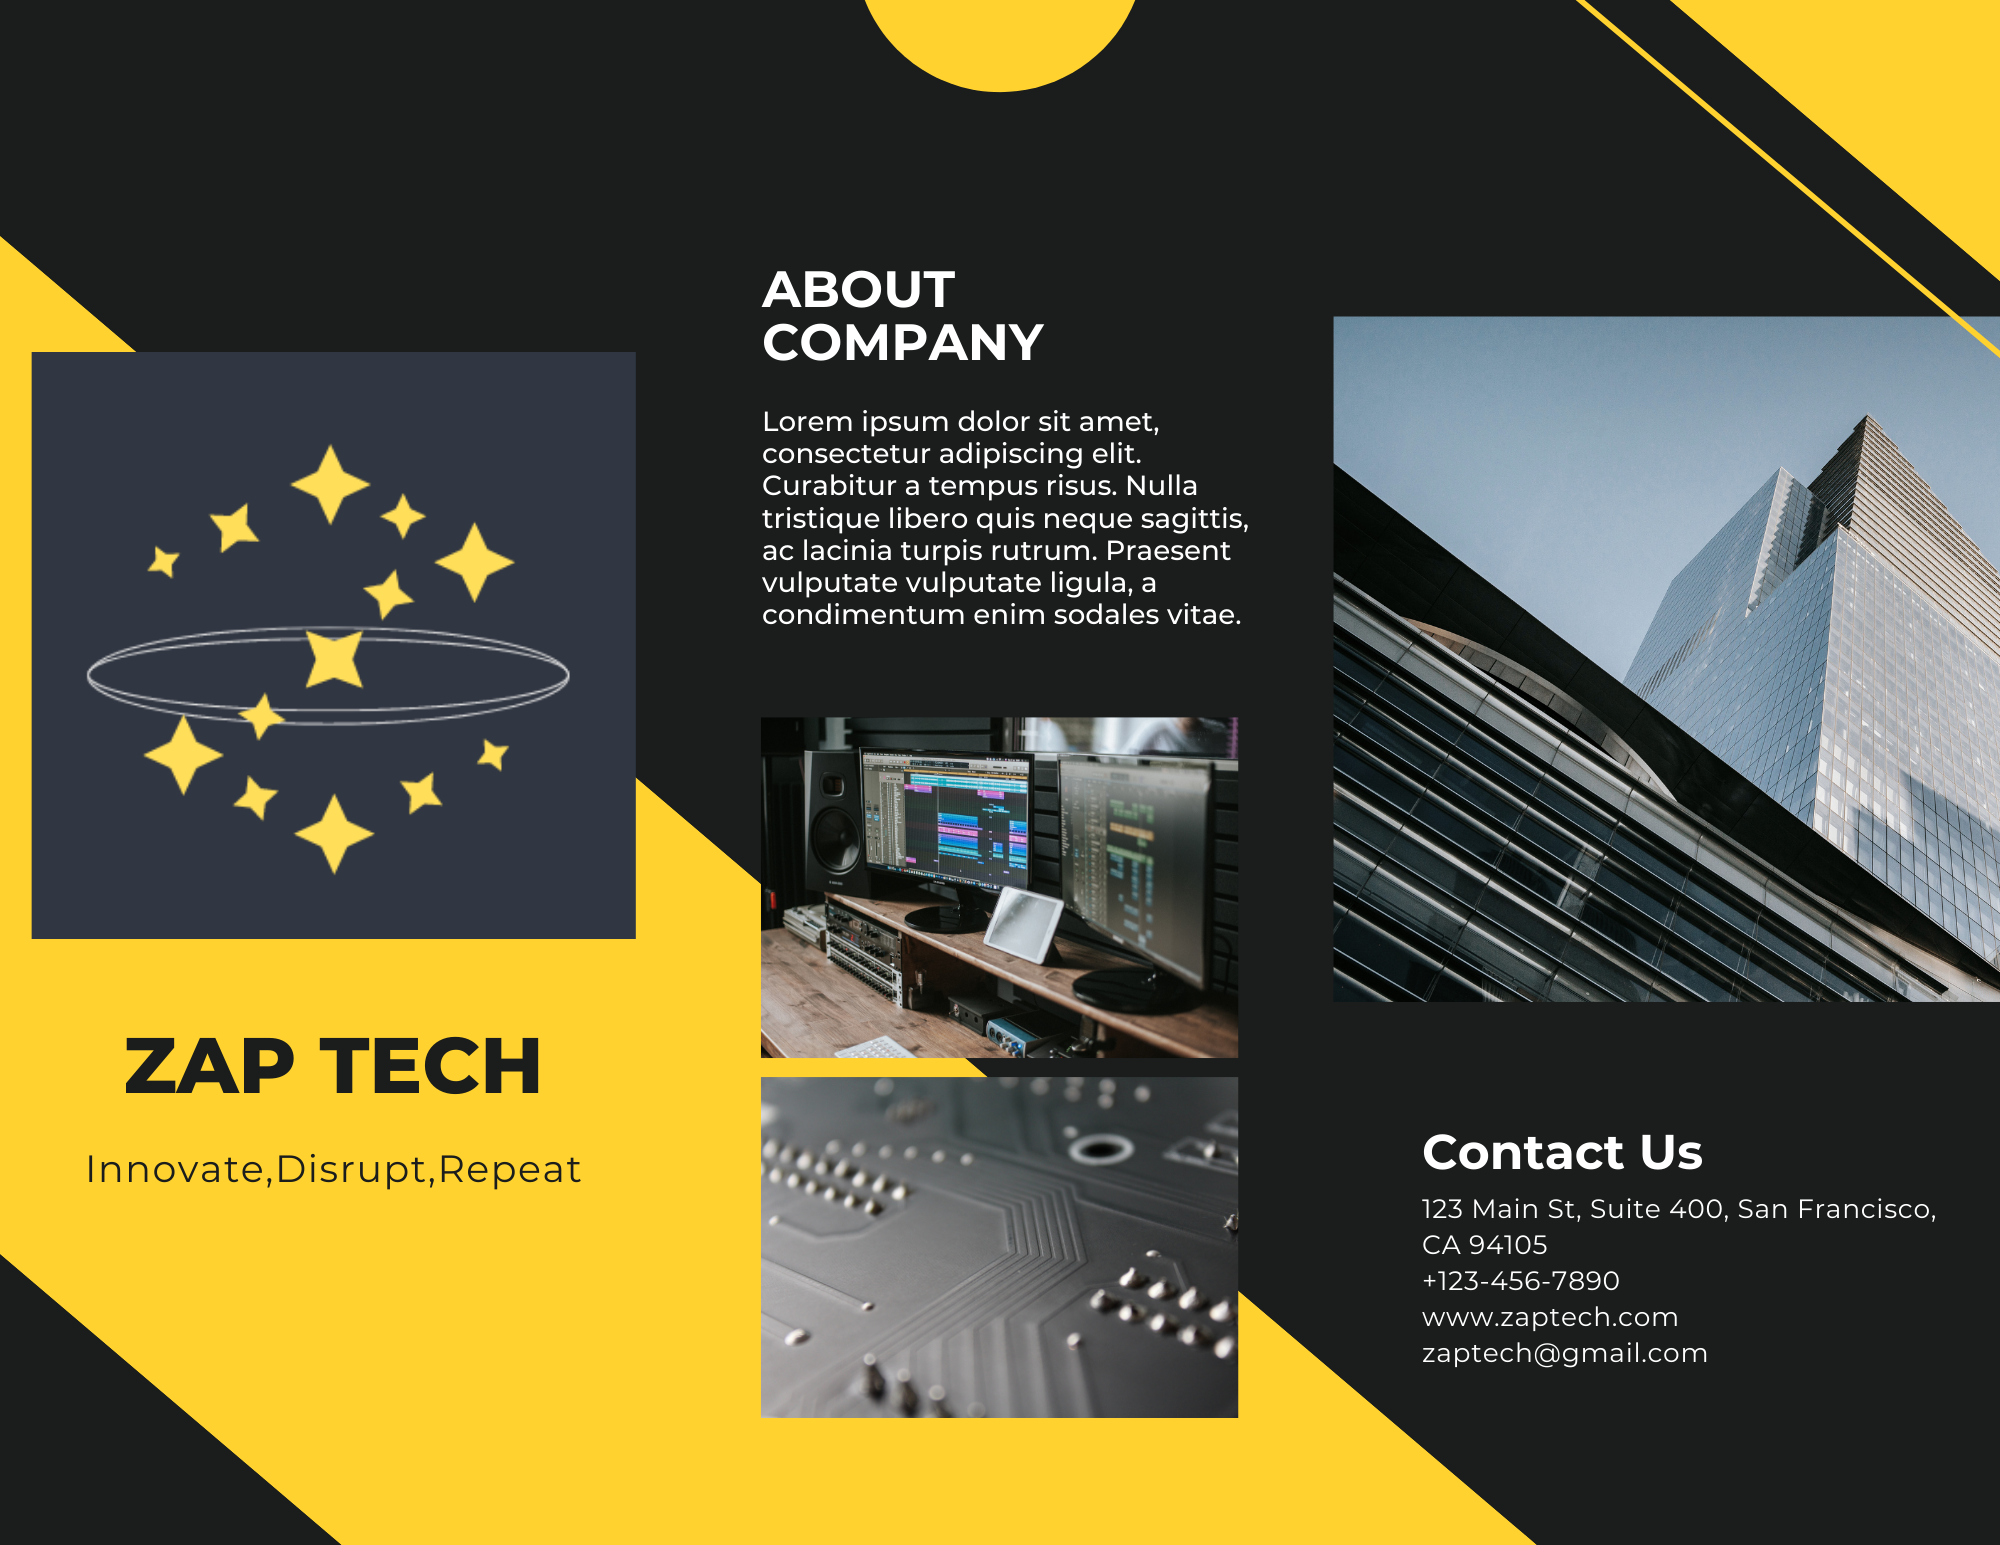 ZAP TECH
Innovate,Disrupt,Repeat
ABOUT
COMPANY
Lorem ipsum dolor sit amet,
consectetur adipiscing elit.
Curabitur a tempus risus. Nulla
tristique libero quis neque sagittis,
ac lacinia turpis rutrum. Praesent
vulputate vulputate ligula, a
condimentum enim sodales vitae.
Contact Us
123 Main St, Suite 400, San Francisco,
CA 94105
+123-456-7890
www.zaptech.com
zaptech@gmail.com